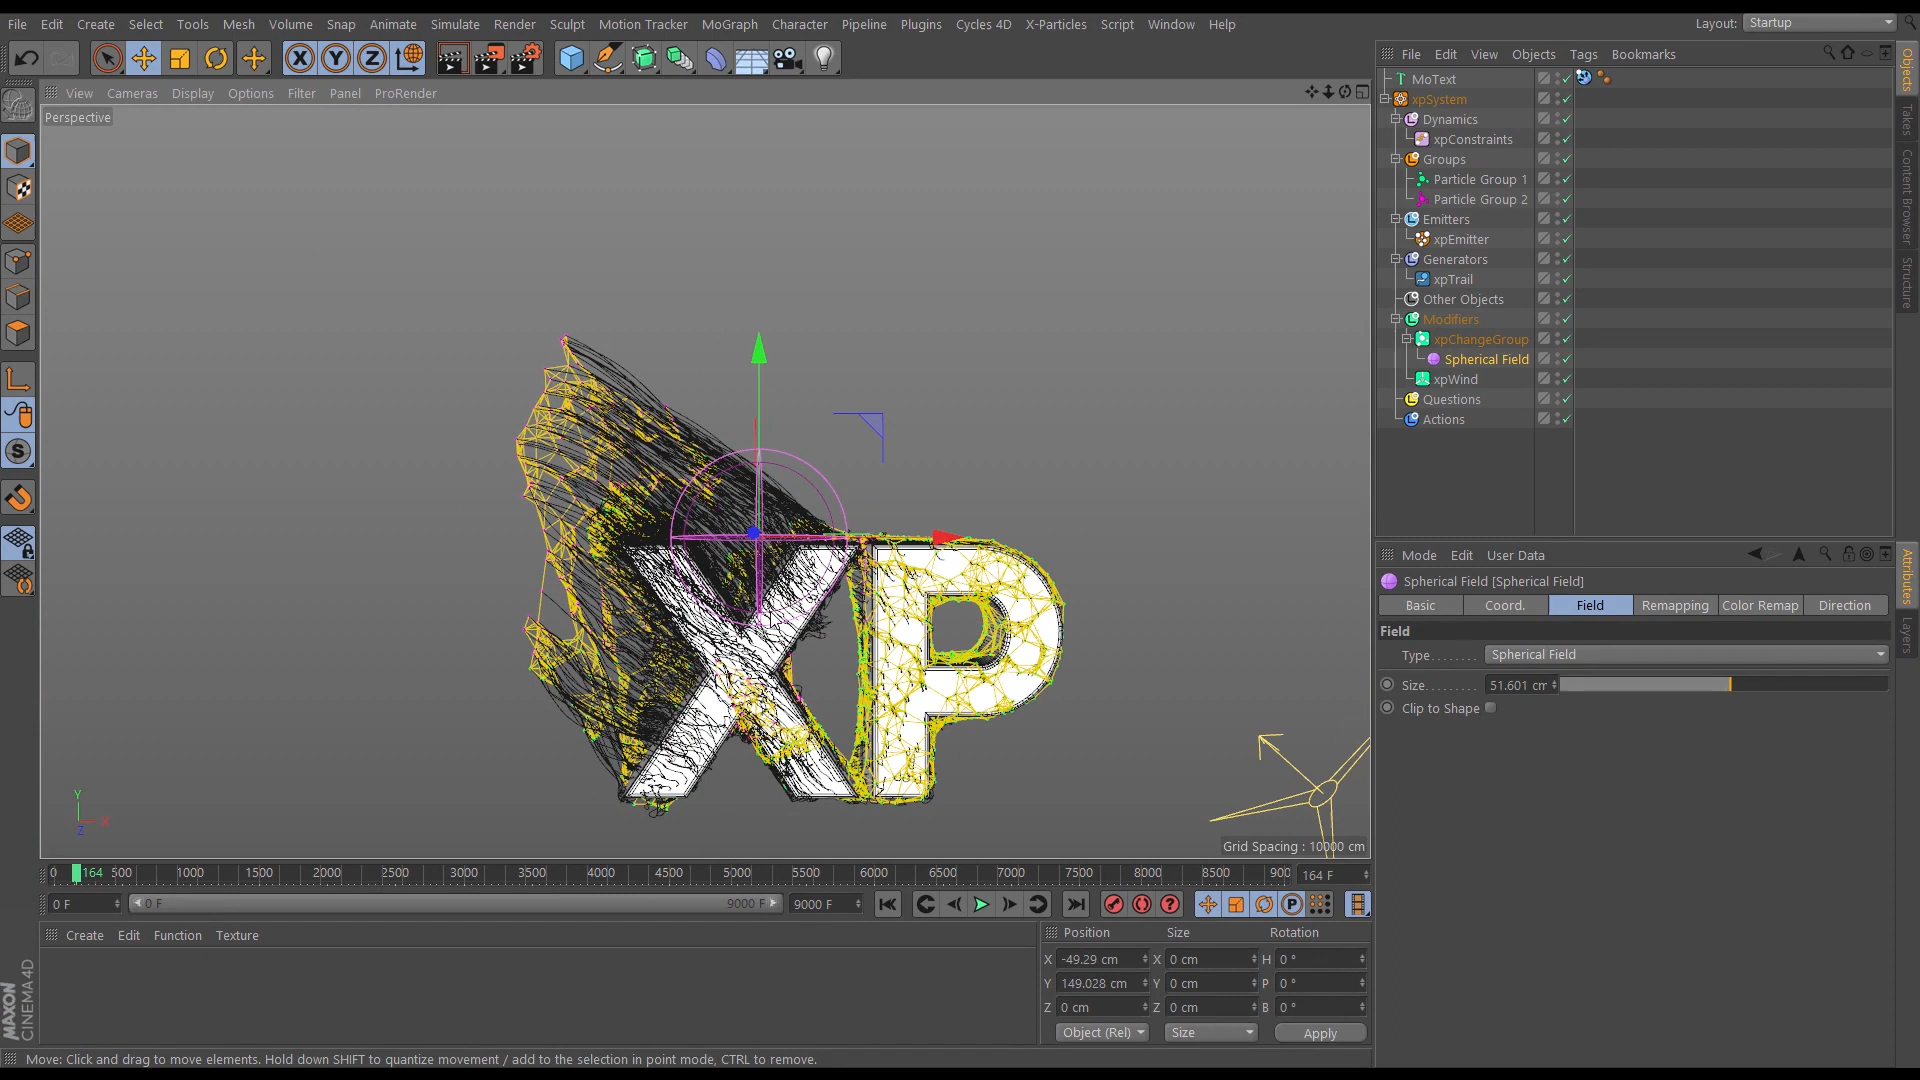 File Edit Create Select Tools Mesh Volume Snap Animate Simulate Render Sculpt Motion Tracker MoGraph Character Pipeline Plugins Cycles 4D X-Particles Script Window Help
Layout: Startup
File Edit View Objects Tags Bookmarks
View Cameras Display Options Filter Panel ProRender
Perspective
MoText
xpSystem
Dynamics
xpConstraints
Groups
Particle Group 1
Particle Group 2
Emitters
xpEmitter
Generators
xpTrail
Other Objects
Modifiers
xpChangeGroup
Spherical Field
xpWind
Questions
Actions
Objects
Takes
Content Browser
Structure
Mode Edit User Data
Spherical Field [Spherical Field]
Basic Coord. Field Remapping Color Remap Direction
Field
Type........ Spherical Field
Size......... 51.601 cm
Clip to Shape
Attributes
Layers
XP
Y
X
Z
Grid Spacing : 10000 cm
0 164 500 1000 1500 2000 2500 3000 3500 4000 4500 5000 5500 6000 6500 7000 7500 8000 8500 900 164 F
0 F 0 F 9000 F 9000 F
Create Edit Function Texture
Position Size Rotation
X -49.29 cm X 0 cm H 0 °
Y 149.028 cm Y 0 cm P 0 °
Z 0 cm Z 0 cm B 0 °
Object (Rel) Size Apply
MAXON
CINEMA 4D
Move: Click and drag to move elements. Hold down SHIFT to quantize movement / add to the selection in point mode, CTRL to remove.